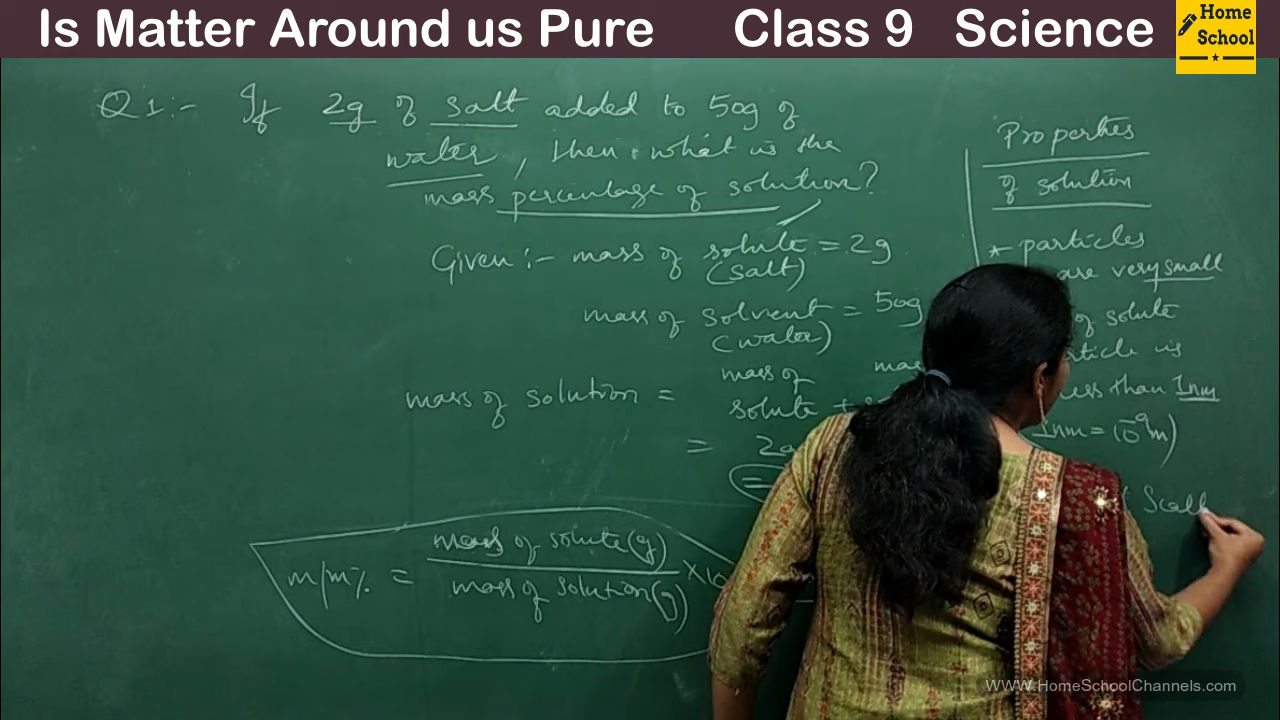 Is Matter Around us Pure Class 9 Science
Home
School
Q1:- If 2g of salt added to 50g of
water, then what is the
mass percentage of solution?
Given:- mass of solute = 2g
(salt)
mass of solvent = 50g
(water)
mass of mas
mass of solution =
solute +
= 2g
=
m/m% = mass of solute(g)
mass of solution(g)
×10
Properties
of solution
* particles
are very small
of solute
is
less than 1nm
1nm = 10⁻⁹m)
Scatt
WWW.HomeSchoolChannels.com